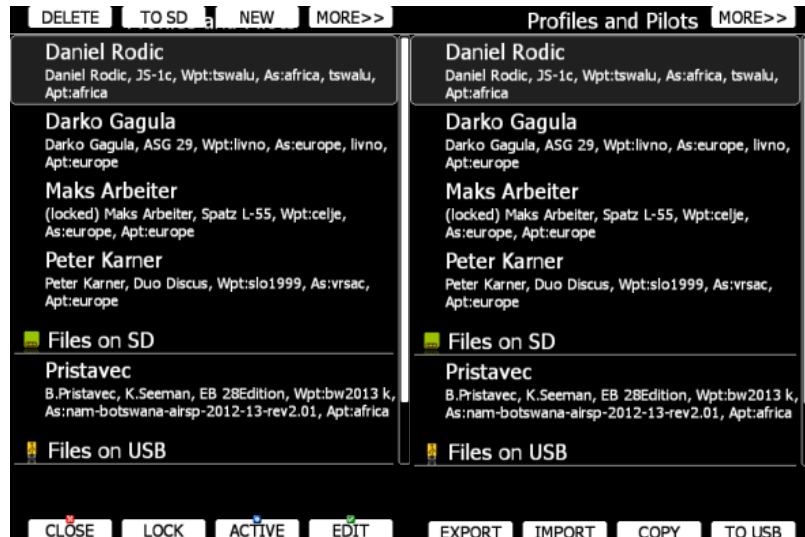 DELETE TO SD NEW MORE>>
Profiles and Pilots
Daniel Rodic
Daniel Rodic, JS-1c, Wpt:tswalu, As:africa, tswalu,
Apt:africa
Darko Gagula
Darko Gagula, ASG 29, Wpt:livno, As:europe, livno,
Apt:europe
Maks Arbeiter
(locked) Maks Arbeiter, Spatz L-55, Wpt:celje,
As:europe, Apt:europe
Peter Karner
Peter Karner, Duo Discus, Wpt:slo1999, As:vrsac,
Apt:europe
Files on SD
Pristavec
B.Pristavec, K.Seeman, EB 28Edition, Wpt:bw2013 k,
As:nam-botswana-airsp-2012-13-rev2.01, Apt:africa
Files on USB
CLOSE LOCK ACTIVE EDIT
Profiles and Pilots MORE>>
Daniel Rodic
Daniel Rodic, JS-1c, Wpt:tswalu, As:africa, tswalu,
Apt:africa
Darko Gagula
Darko Gagula, ASG 29, Wpt:livno, As:europe, livno,
Apt:europe
Maks Arbeiter
(locked) Maks Arbeiter, Spatz L-55, Wpt:celje,
As:europe, Apt:europe
Peter Karner
Peter Karner, Duo Discus, Wpt:slo1999, As:vrsac,
Apt:europe
Files on SD
Pristavec
B.Pristavec, K.Seeman, EB 28Edition, Wpt:bw2013 k,
As:nam-botswana-airsp-2012-13-rev2.01, Apt:africa
Files on USB
EXPORT IMPORT COPY TO USB